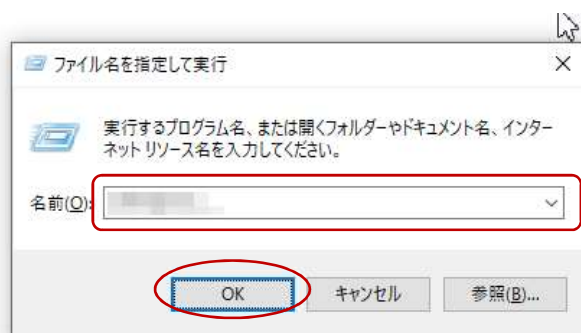 ファイル名を指定して実行
実行するプログラム名、または開くフォルダーやドキュメント名、インター
ネット リソース名を入力してください。
名前(O):
OK
キャンセル
参照(B)...